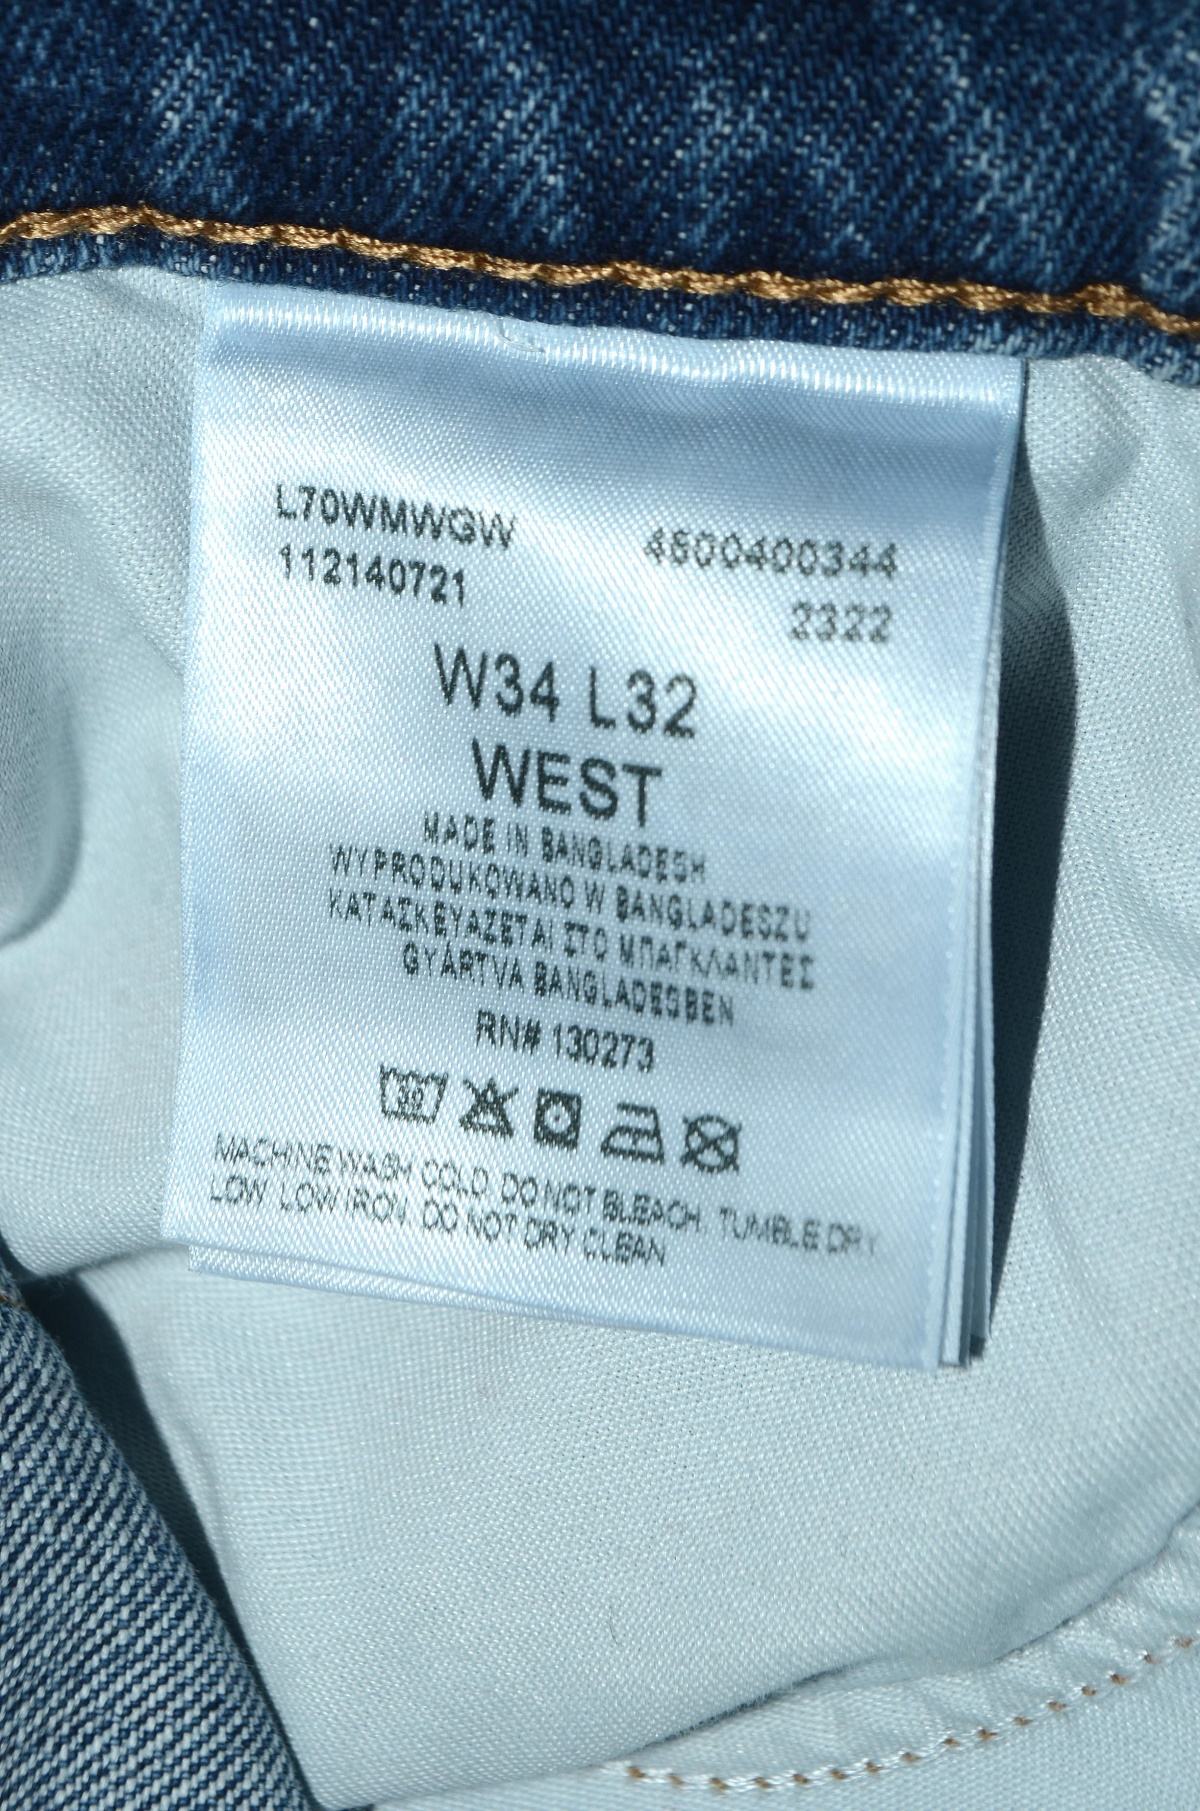 L70WMWGW 4600400344
112140721 2322
W34 L32
WEST
MADE IN BANGLADESH
WYPRODUKOWANO W BANGLADESZU
ΚΑΤΑΣΚΕΥΑΖΕΤΑΙ ΣΤΟ ΜΠΑΓΚΛΑΝΤΕΣ
GYÁRTVA BANGLADESBEN
RN# 130273
30
MACHINE WASH COLD. DO NOT BLEACH. TUMBLE DRY
LOW. LOW IRON. DO NOT DRY CLEAN